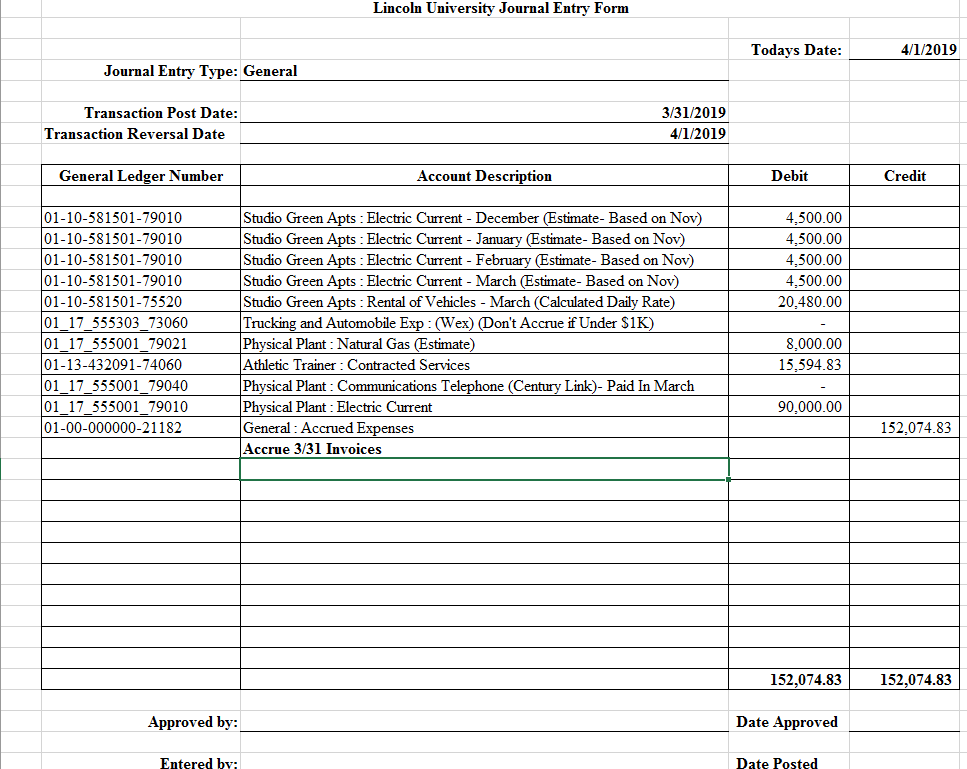 Lincoln University Journal Entry Form
Todays Date: 4/1/2019
Journal Entry Type: General
Transaction Post Date: 3/31/2019
Transaction Reversal Date 4/1/2019
General Ledger Number Account Description Debit Credit
01-10-581501-79010 Studio Green Apts : Electric Current - December (Estimate- Based on Nov) 4,500.00
01-10-581501-79010 Studio Green Apts : Electric Current - January (Estimate- Based on Nov) 4,500.00
01-10-581501-79010 Studio Green Apts : Electric Current - February (Estimate- Based on Nov) 4,500.00
01-10-581501-79010 Studio Green Apts : Electric Current - March (Estimate- Based on Nov) 4,500.00
01-10-581501-75520 Studio Green Apts : Rental of Vehicles - March (Calculated Daily Rate) 20,480.00
01_17_555303_73060 Trucking and Automobile Exp : (Wex) (Don't Accrue if Under $1K) -
01_17_555001_79021 Physical Plant : Natural Gas (Estimate) 8,000.00
01-13-432091-74060 Athletic Trainer : Contracted Services 15,594.83
01_17_555001_79040 Physical Plant : Communications Telephone (Century Link)- Paid In March -
01_17_555001_79010 Physical Plant : Electric Current 90,000.00
01-00-000000-21182 General : Accrued Expenses 152,074.83
Accrue 3/31 Invoices
152,074.83 152,074.83
Approved by: Date Approved
Entered by: Date Posted